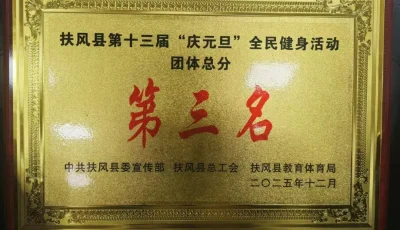 扶风县第十三届“庆元旦”全民健身活动
团体总分
第三名
中共扶风县委宣传部 扶风县总工会 扶风县教育体育局
二〇二五年十二月